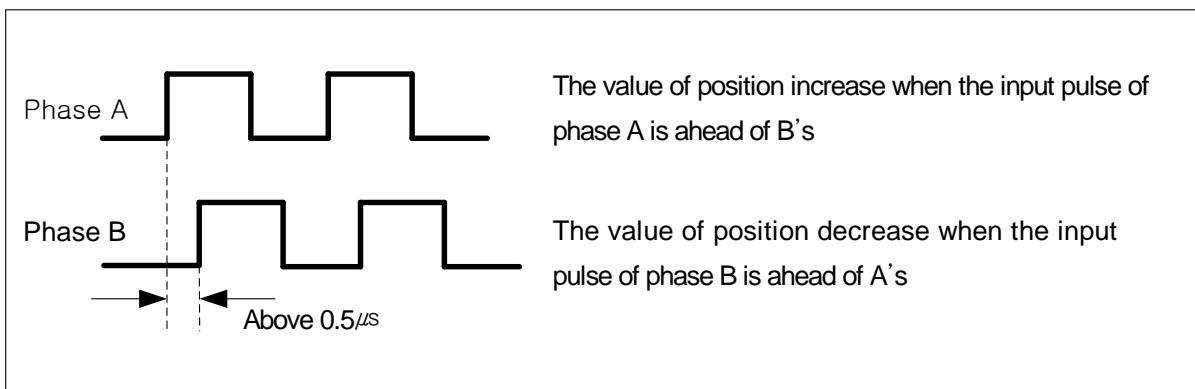 Phase A
The value of position increase when the input pulse of
phase A is ahead of B's
Phase B
The value of position decrease when the input
pulse of phase B is ahead of A's
Above 0.5㎲